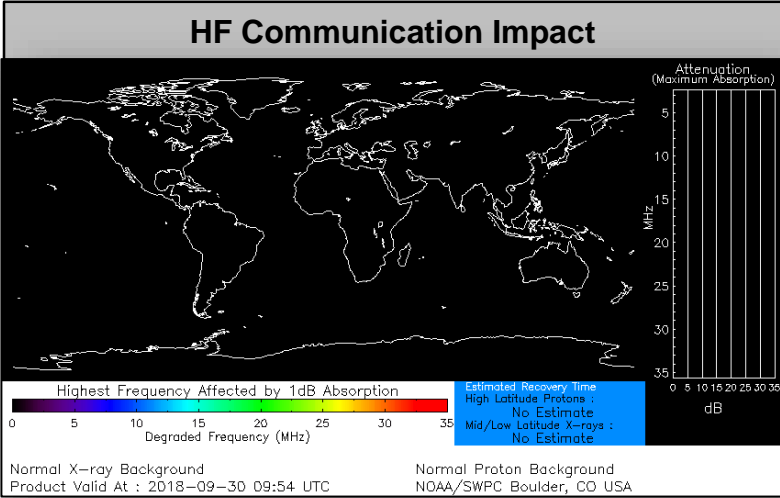 HF Communication Impact
Attenuation
(Maximum Absorption)
5
10
15
20
25
30
35
MHz
0 5 10 15 20 25 30 35
dB
Highest Frequency Affected by 1dB Absorption
0 5 10 15 20 25 30 35
Degraded Frequency (MHz)
Estimated Recovery Time
High Latitude Protons :
No Estimate
Mid/Low Latitude X-rays :
No Estimate
Normal X-ray Background
Normal Proton Background
Product Valid At : 2018-09-30 09:54 UTC
NOAA/SWPC Boulder, CO USA